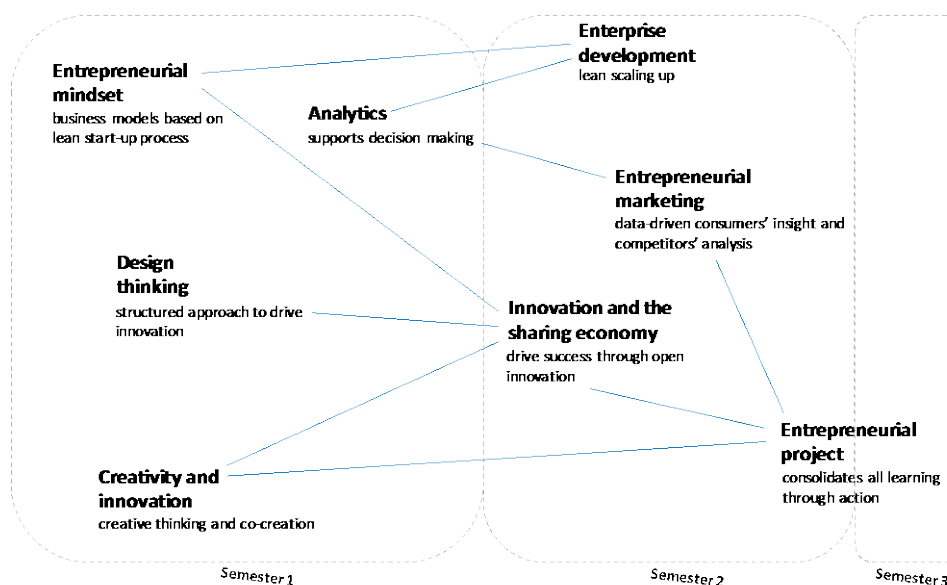 Enterprise
development
lean scaling up
Entrepreneurial
mindset
business models based on
lean start-up process
Analytics
supports decision making
Entrepreneurial
marketing
data-driven consumers' insight and
competitors' analysis
Design
thinking
structured approach to drive
innovation
Innovation and the
sharing economy
drive success through open
innovation
Entrepreneurial
project
consolidates all learning
through action
Creativity and
innovation
creative thinking and co-creation
Semester 1
Semester 2
Semester 3